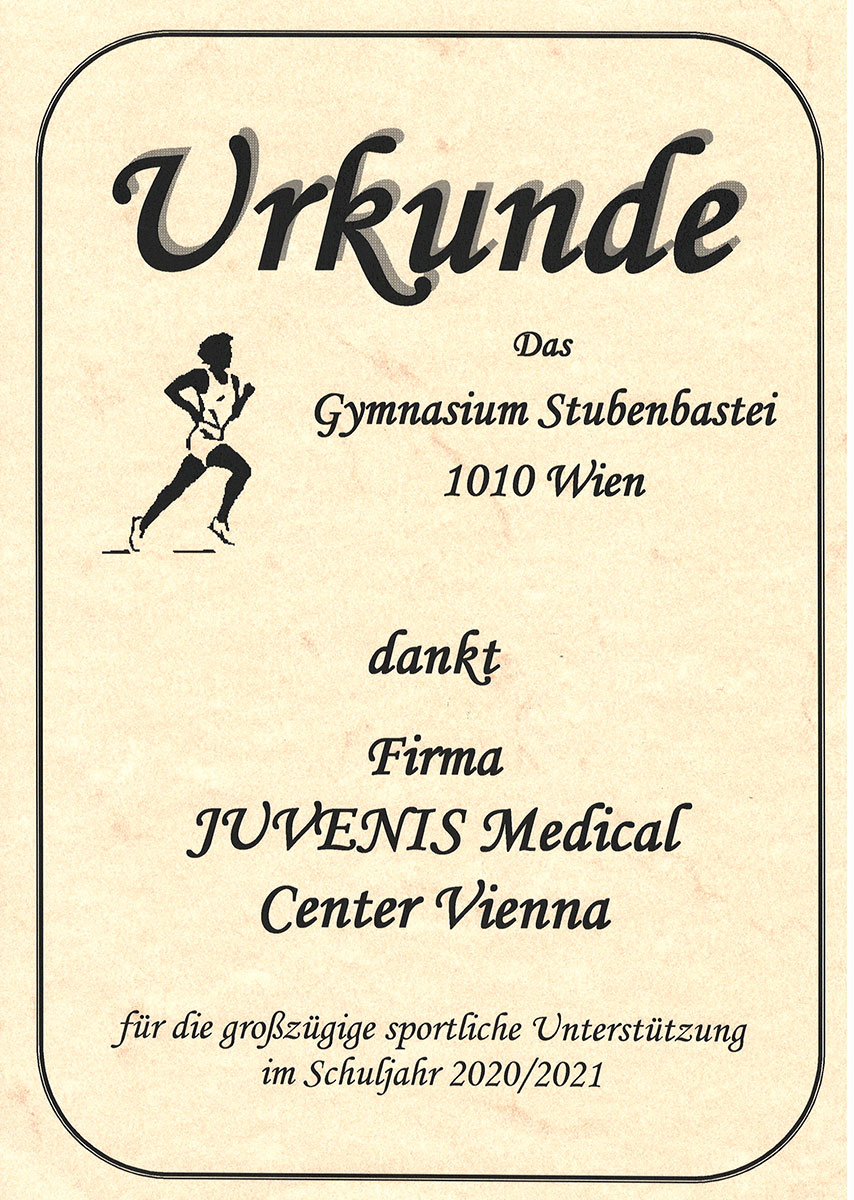 Urkunde
Das
Gymnasium Stubenbastei
1010 Wien
dankt
Firma
JUVENIS Medical
Center Vienna
für die großzügige sportliche Unterstützung
im Schuljahr 2020/2021